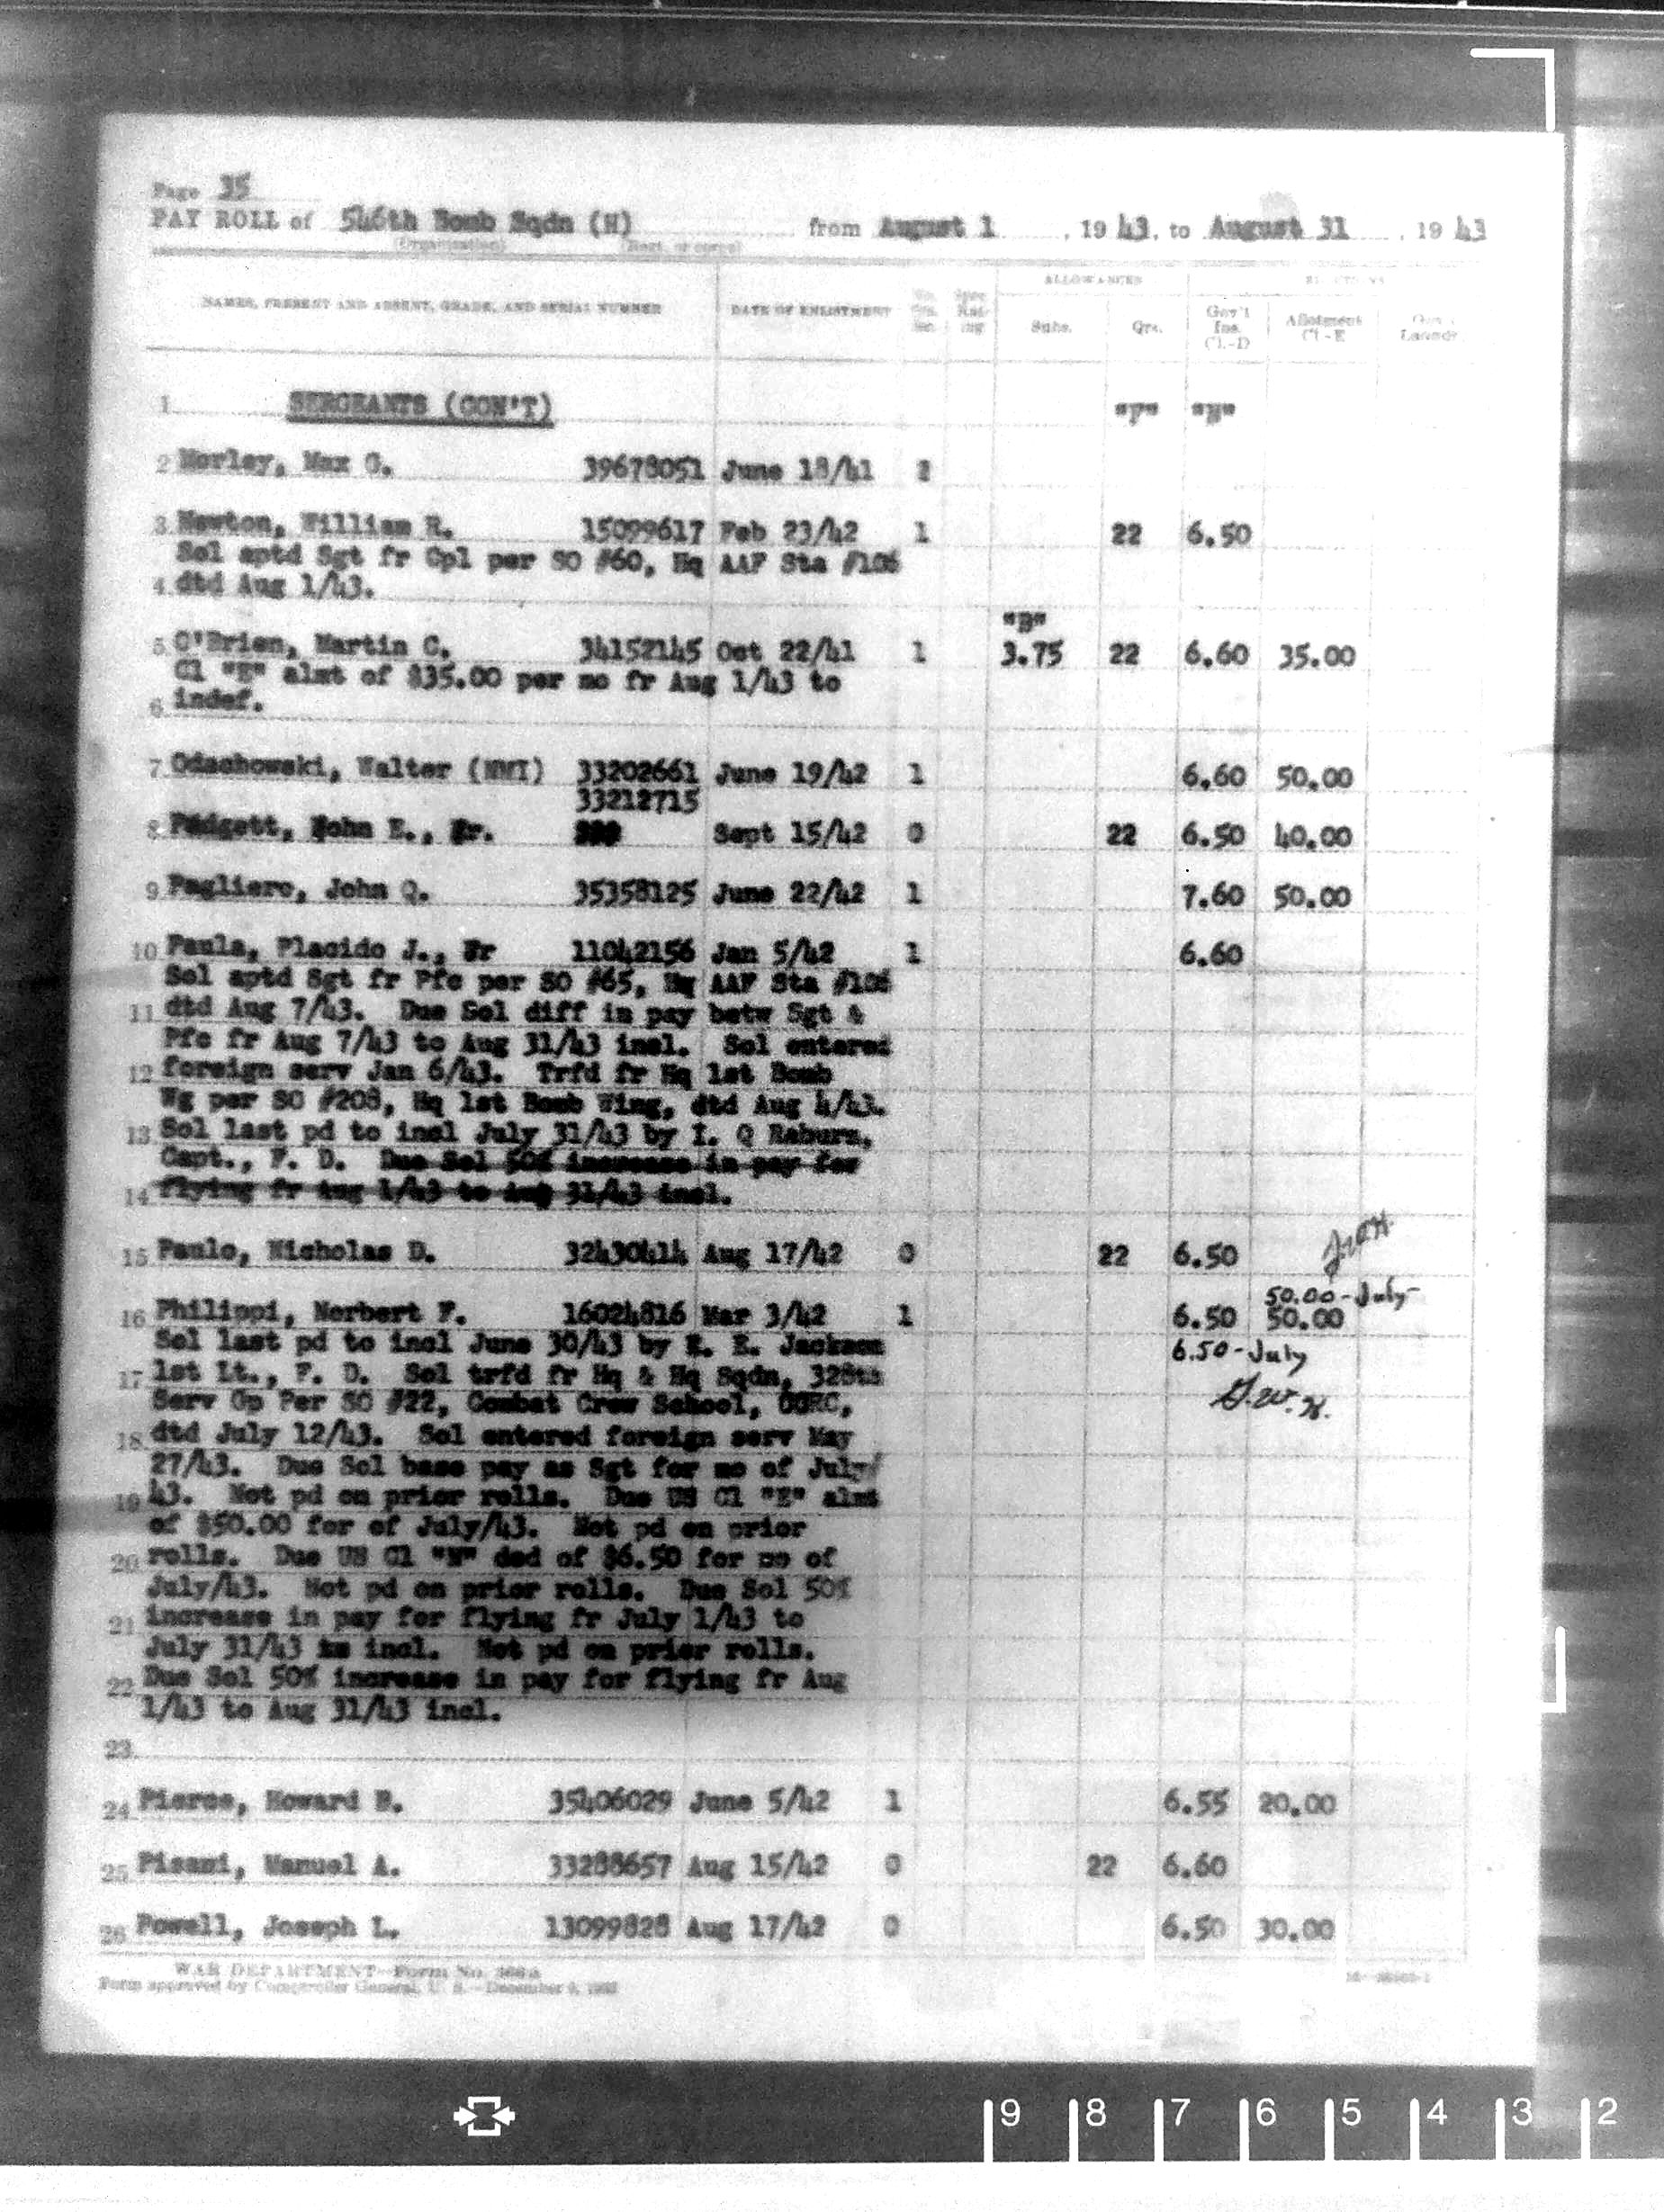 Page 35
PAY ROLL of 546th Bomb Sqdn (H) from August 1, 19 43, to August 31, 19 43
(Organization) (Regt. or corps)
ALLOWANCES
NAMES, PRESENT AND ABSENT, GRADE, AND SERIAL NUMBER DATE OF ENLISTMENT Subs. Qrs. Gov't Ins. Cl.-D Allotment Cl.-E
1 SERGEANTS (CON'T) "F" "N"
2 Morley, Max G. 39678051 June 18/41 2
3 Newton, William R. 15099617 Feb 23/42 1 22 6.50
Sol aptd Sgt fr Cpl per SO #60, Hq AAF Sta #106
4 dtd Aug 1/43.
"B"
5 O'Brien, Martin C. 34152145 Oct 22/41 1 3.75 22 6.60 35.00
Cl "E" almt of $35.00 per mo fr Aug 1/43 to
6 indef.
7 Odachowski, Walter (NMI) 33202661 June 19/42 1 6.60 50.00
33212715
8 Padgett, John E., Jr. Sept 15/42 0 22 6.50 40.00
9 Pagliero, John Q. 35358125 June 22/42 1 7.60 50.00
10 Paula, Placido J., Jr 11042156 Jan 5/42 1 6.60
Sol aptd Sgt fr Pfc per SO #65, Hq AAF Sta #106
11 dtd Aug 7/43. Due Sol diff in pay betw Sgt &
Pfc fr Aug 7/43 to Aug 31/43 incl. Sol entered
12 foreign serv Jan 6/43. Trfd fr Hq 1st Bomb
Wg per SO #208, Hq 1st Bomb Wing, dtd Aug 4/43.
13 Sol last pd to incl July 31/43 by I. Q Raburn,
Capt., F. D. Due Sol 50% increase in pay for
14 flying fr Aug 1/43 to Aug 31/43 incl.
15 Paulo, Nicholas D. 32430414 Aug 17/42 0 22 6.50
50.00-July-
16 Philippi, Norbert F. 16024816 Mar 3/42 1 6.50 50.00
Sol last pd to incl June 30/43 by E. E. Jackson 6.50-July
17 1st Lt., F. D. Sol trfd fr Hq & Hq Sqdn, 328th
Serv Gp Per SO #22, Combat Crew School, CCRC, G.W.H.
18 dtd July 12/43. Sol entered foreign serv May
27/43. Due Sol base pay as Sgt for mo of July/
19 43. Not pd on prior rolls. Due US Cl "E" almt
of $50.00 for of July/43. Not pd on prior
20 rolls. Due US Cl "N" ded of $6.50 for mo of
July/43. Not pd on prior rolls. Due Sol 50%
21 increase in pay for flying fr July 1/43 to
July 31/43 incl. Not pd on prior rolls.
22 Due Sol 50% increase in pay for flying fr Aug
1/43 to Aug 31/43 incl.
23
24 Pierce, Howard B. 35406029 June 5/42 1 6.55 20.00
25 Pisani, Manuel A. 33288657 Aug 15/42 0 22 6.60
26 Powell, Joseph L. 13099828 Aug 17/42 0 6.50 30.00
WAR DEPARTMENT—Form No. 366A
Form approved by Comptroller General, U. S.—December
9 8 7 6 5 4 3 2